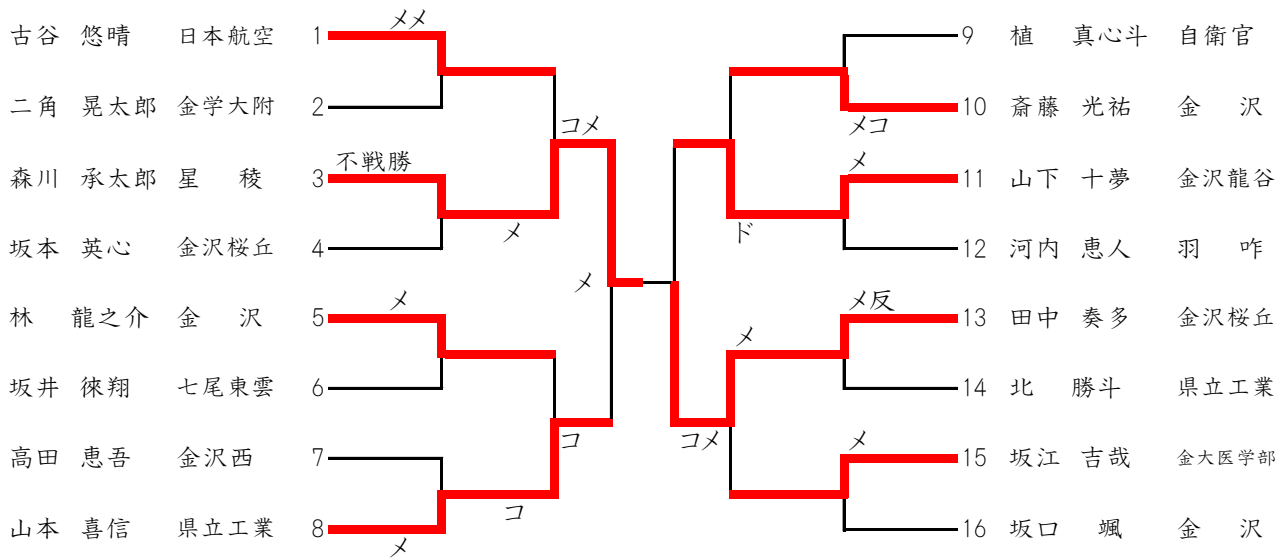 古谷 悠晴 日本航空 1
メメ
二角 晃太郎 金学大附 2
コメ
森川 承太郎 星 稜 3
不戦勝
メ
坂本 英心 金沢桜丘 4
メ
林 龍之介 金 沢 5
メ
坂井 徠翔 七尾東雲 6
コ
高田 恵吾 金沢西 7
コ
山本 喜信 県立工業 8
メ
9 植 真心斗 自衛官
10 斎藤 光祐 金 沢
メコ
メ
11 山下 十夢 金沢龍谷
ド
12 河内 恵人 羽 咋
メ反
13 田中 奏多 金沢桜丘
メ
14 北 勝斗 県立工業
コメ
メ
15 坂江 吉哉 金大医学部
16 坂口 颯 金 沢